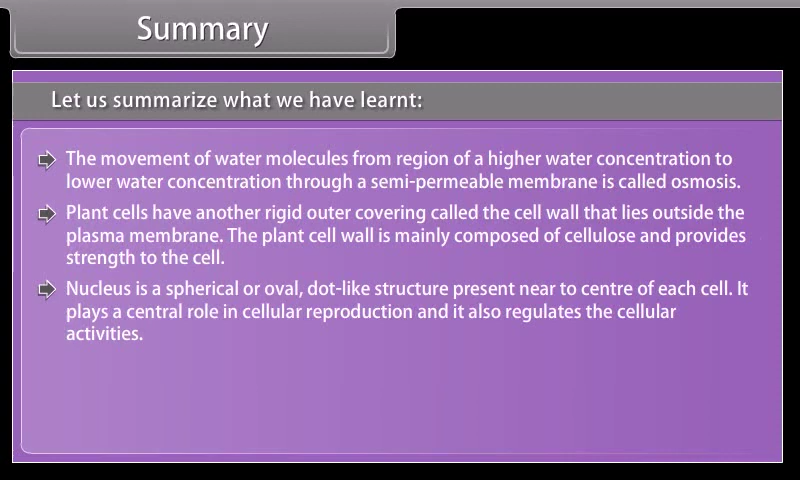 Summary
Let us summarize what we have learnt:
The movement of water molecules from region of a higher water concentration to
lower water concentration through a semi-permeable membrane is called osmosis.
Plant cells have another rigid outer covering called the cell wall that lies outside the
plasma membrane. The plant cell wall is mainly composed of cellulose and provides
strength to the cell.
Nucleus is a spherical or oval, dot-like structure present near to centre of each cell. It
plays a central role in cellular reproduction and it also regulates the cellular
activities.